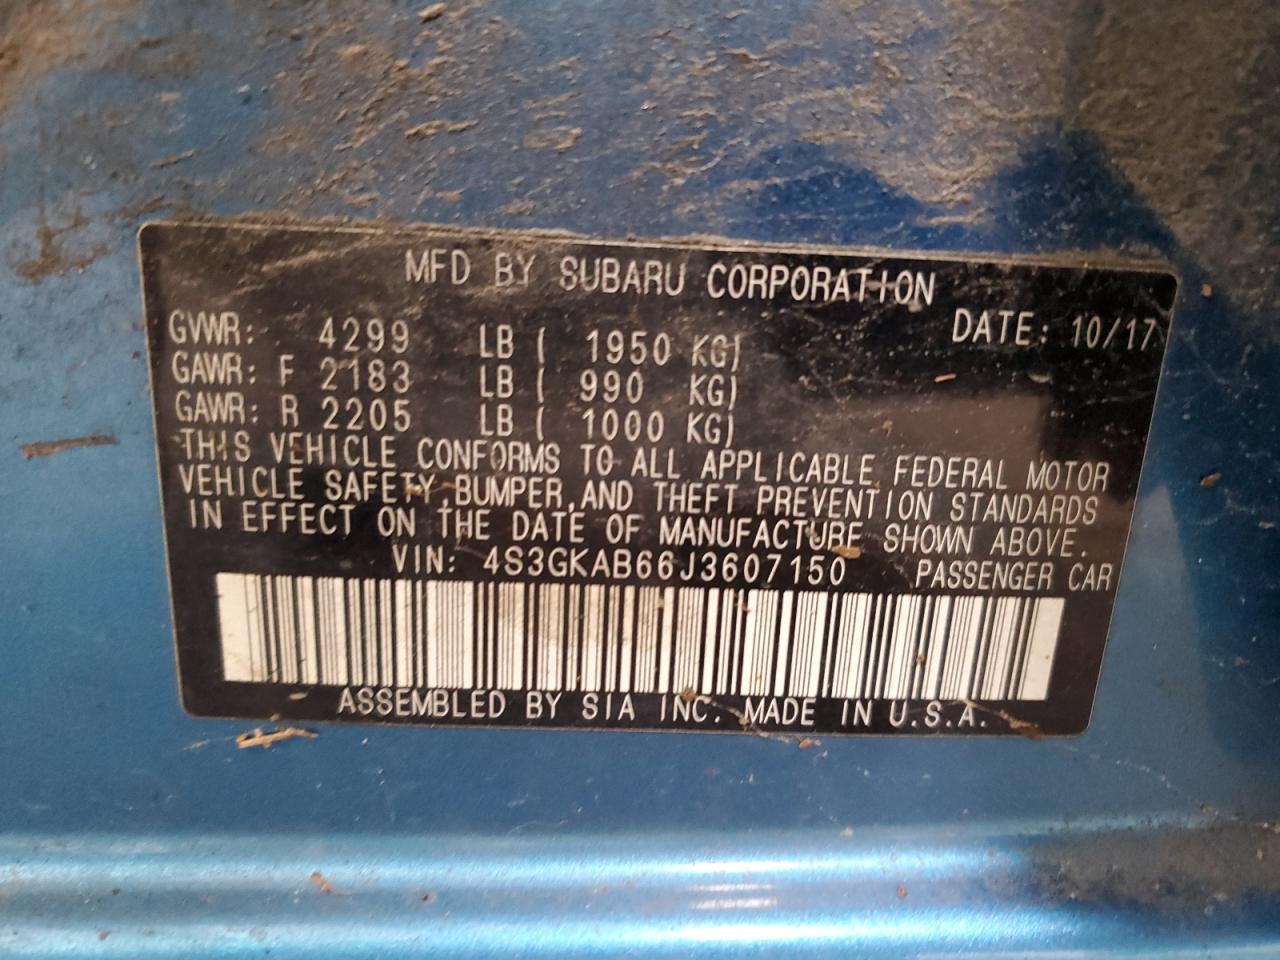 MFD BY SUBARU CORPORATION
DATE: 10/17
GVWR: 4299 LB ( 1950 KG)
GAWR: F 2183 LB ( 990 KG)
GAWR: R 2205 LB ( 1000 KG)
THIS VEHICLE CONFORMS TO ALL APPLICABLE FEDERAL MOTOR
VEHICLE SAFETY,BUMPER,AND THEFT PREVENTION STANDARDS
IN EFFECT ON THE DATE OF MANUFACTURE SHOWN ABOVE.
VIN: 4S3GKAB66J3607150 PASSENGER CAR
ASSEMBLED BY SIA INC. MADE IN U.S.A.